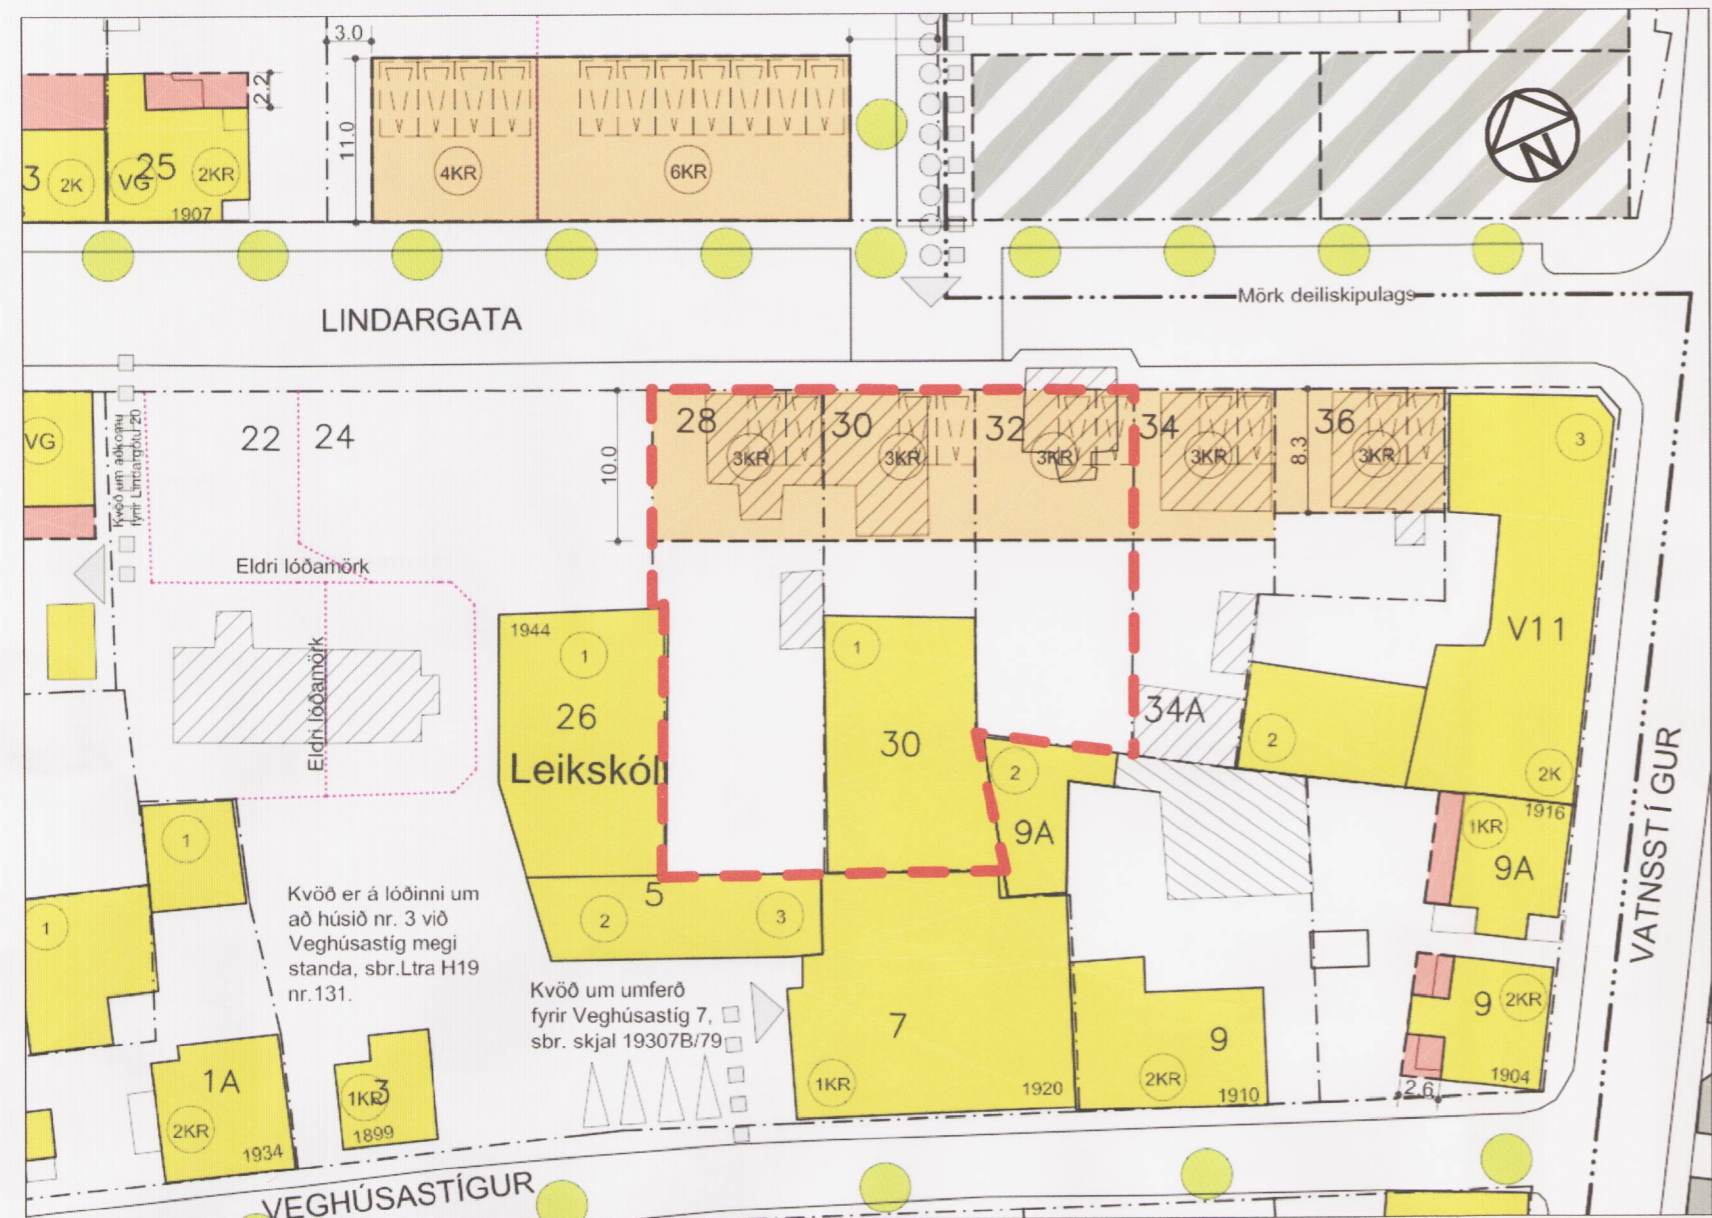 3.0
2.2
11.0
4KR
6KR
3
2K
VG
25
2KR
1907
N
Mörk deiliskipulags
LINDARGATA
VG
Kvöð um aðkomu
fyrir Lindargötu 20
22
24
10.0
28
30
32
34
36
3KR
3KR
3KR
3KR
3KR
8.3
3
Eldri lóðamörk
Eldri lóðamörk
1944
1
26
Leikskóli
1
30
34A
V11
2
2
9A
2K
1916
1KR
9A
VATNSSTÍGUR
1
1
5
2
3
Kvöð er á lóðinni um
að húsið nr. 3 við
Veghúsastíg megi
standa, sbr.Ltra H19
nr.131.
Kvöð um umferð
fyrir Veghúsastíg 7,
sbr. skjal 19307B/79
7
1KR
1920
9
2KR
1910
9
2KR
1904
2.6
1A
2KR
1934
1KR
3
1899
VEGHÚSASTÍGUR